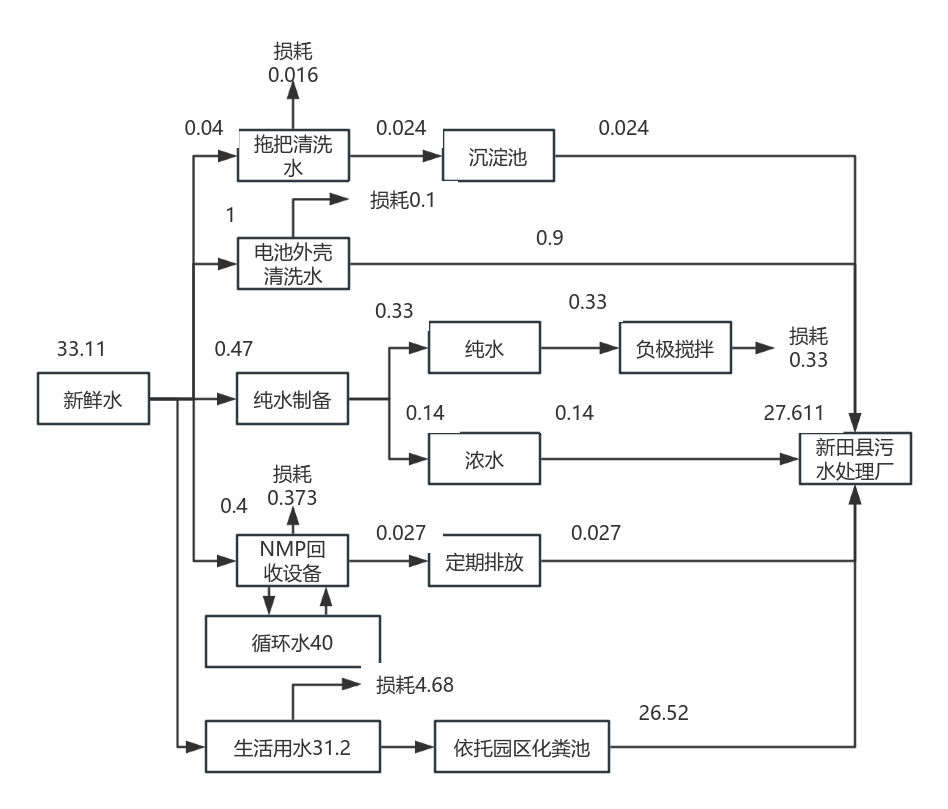 损耗
0.016
0.04
拖把清洗
水
0.024
沉淀池
0.024
1
损耗0.1
电池外壳
清洗水
0.9
33.11
新鲜水
0.47
纯水制备
0.33
纯水
0.33
负极搅拌
损耗
0.33
0.14
浓水
0.14
27.611
新田县污
水处理厂
损耗
0.373
0.4
NMP回
收设备
0.027
定期排放
0.027
循环水40
损耗4.68
生活用水31.2
依托园区化粪池
26.52